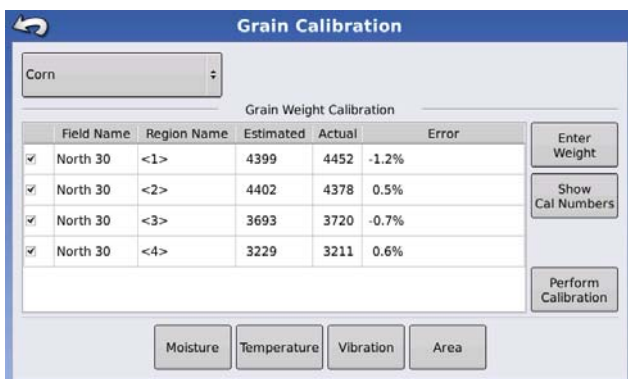 Grain Calibration
Corn
Grain Weight Calibration
Field Name Region Name Estimated Actual Error
North 30 <1> 4399 4452 -1.2%
North 30 <2> 4402 4378 0.5%
North 30 <3> 3693 3720 -0.7%
North 30 <4> 3229 3211 0.6%
Enter
Weight
Show
Cal Numbers
Perform
Calibration
Moisture Temperature Vibration Area